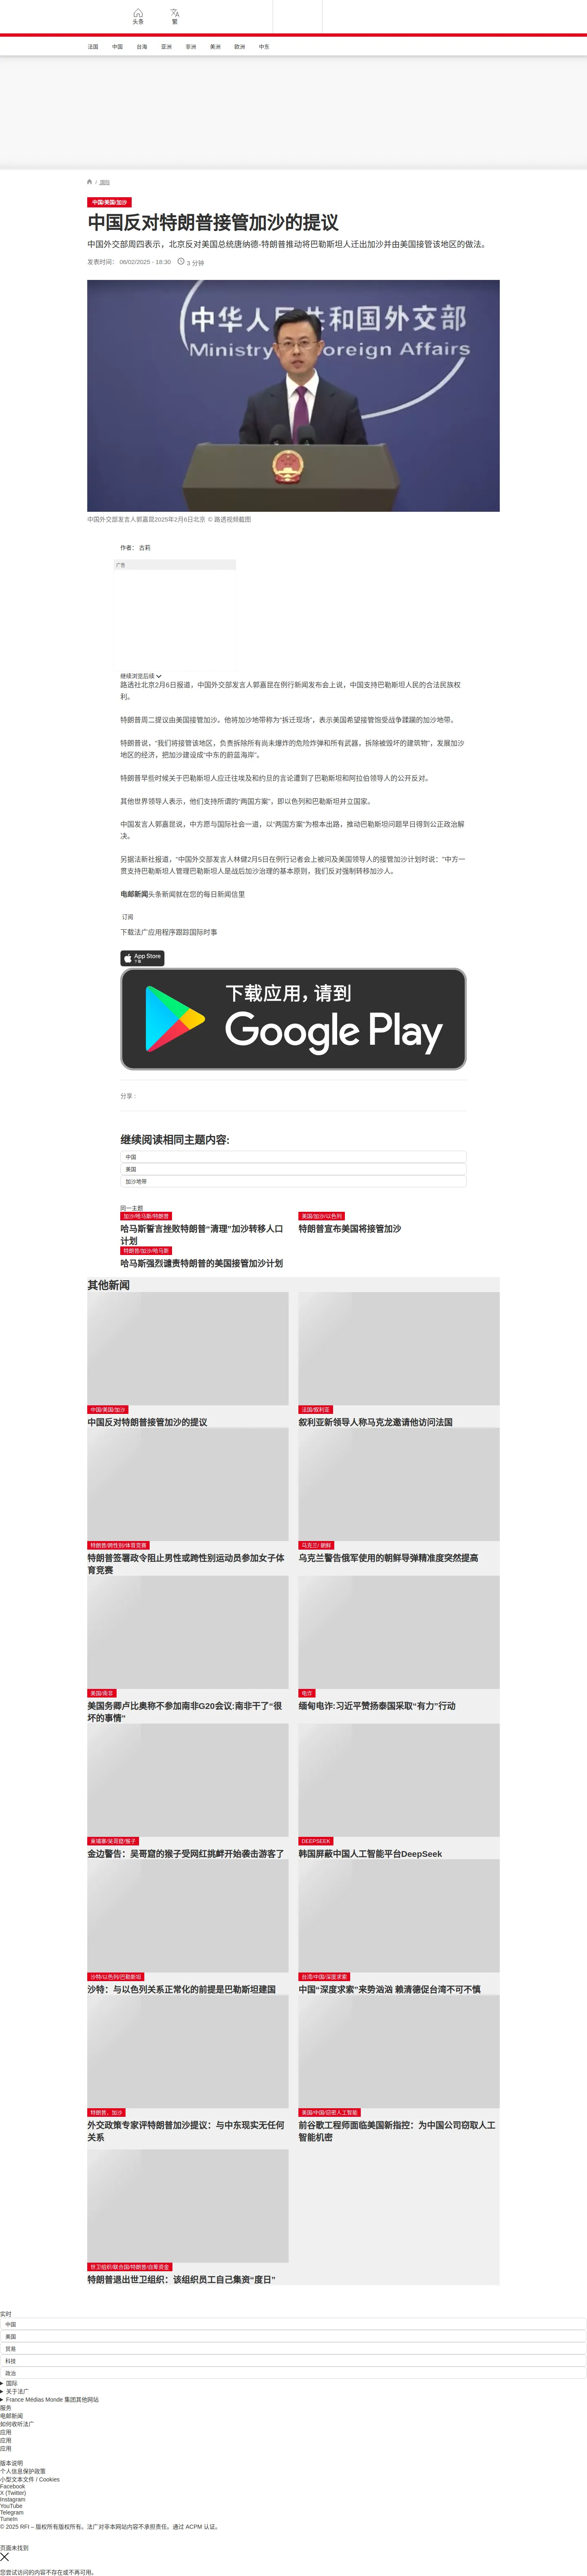 头条
繁
法国
中国
台海
亚洲
非洲
美洲
欧洲
中东
/ 国际
中国/美国/加沙
中国反对特朗普接管加沙的提议
中国外交部周四表示，北京反对美国总统唐纳德-特朗普推动将巴勒斯坦人迁出加沙并由美国接管该地区的做法。
发表时间： 06/02/2025 - 18:30
3 分钟
中华人民共和国外交部
Ministry of Foreign Affairs
中国外交部发言人郭嘉昆2025年2月6日北京 © 路透视频截图
作者： 古莉
广告
继续浏览后续
路透社北京2月6日报道，中国外交部发言人郭嘉昆在例行新闻发布会上说，中国支持巴勒斯坦人民的合法民族权
利。
特朗普周二提议由美国接管加沙。他将加沙地带称为“拆迁现场”，表示美国希望接管饱受战争蹂躏的加沙地带。
特朗普说，“我们将接管该地区，负责拆除所有尚未爆炸的危险炸弹和所有武器，拆除被毁坏的建筑物”，发展加沙
地区的经济，把加沙建设成“中东的蔚蓝海岸”。
特朗普早些时候关于巴勒斯坦人应迁往埃及和约旦的言论遭到了巴勒斯坦和阿拉伯领导人的公开反对。
其他世界领导人表示，他们支持所谓的“两国方案”，即以色列和巴勒斯坦并立国家。
中国发言人郭嘉昆说，中方愿与国际社会一道，以“两国方案”为根本出路，推动巴勒斯坦问题早日得到公正政治解
决。
另据法新社报道，“中国外交部发言人林健2月5日在例行记者会上被问及美国领导人的接管加沙计划时说：”中方一
贯支持巴勒斯坦人管理巴勒斯坦人是战后加沙治理的基本原则，我们反对强制转移加沙人。
电邮新闻头条新闻就在您的每日新闻信里
订阅
下载法广应用程序跟踪国际时事
App Store
下载
下载应用，请到
Google Play
分享 :
继续阅读相同主题内容:
中国
美国
加沙地带
同一主题
加沙/哈马斯/特朗普
哈马斯誓言挫败特朗普“清理”加沙转移人口
计划
美国/加沙/以色列
特朗普宣布美国将接管加沙
特朗普/加沙/哈马斯
哈马斯强烈谴责特朗普的美国接管加沙计划
其他新闻
中国/美国/加沙
中国反对特朗普接管加沙的提议
法国/叙利亚
叙利亚新领导人称马克龙邀请他访问法国
特朗普/跨性别/体育竞赛
特朗普签署政令阻止男性或跨性别运动员参加女子体
育竞赛
乌克兰/ 朝鲜
乌克兰警告俄军使用的朝鲜导弹精准度突然提高
美国/南非
美国务卿卢比奥称不参加南非G20会议:南非干了“很
坏的事情”
电诈
缅甸电诈:习近平赞扬泰国采取“有力”行动
柬埔寨/吴哥窟/猴子
金边警告：吴哥窟的猴子受网红挑衅开始袭击游客了
DEEPSEEK
韩国屏蔽中国人工智能平台DeepSeek
沙特/以色列/巴勒斯坦
沙特：与以色列关系正常化的前提是巴勒斯坦建国
台湾/中国/深度求索
中国“深度求索”来势汹汹 赖清德促台湾不可不慎
特朗普，加沙
外交政策专家评特朗普加沙提议：与中东现实无任何
关系
美国/中国/窃密人工智能
前谷歌工程师面临美国新指控：为中国公司窃取人工
智能机密
世卫组织/联合国/特朗普/自筹资金
特朗普退出世卫组织：该组织员工自己集资“度日”
实时
中国
美国
贸易
科技
政治
国际
关于法广
France Médias Monde 集团其他网站
服务
电邮新闻
如何收听法广
应用
应用
应用
版本说明
个人信息保护政策
小型文本文件 / Cookies
Facebook
X (Twitter)
Instagram
YouTube
Telegram
TuneIn
© 2025 RFI – 版权所有版权所有。法广对非本网站内容不承担责任。通过 ACPM 认证。
页面未找到
您尝试访问的内容不存在或不再可用。